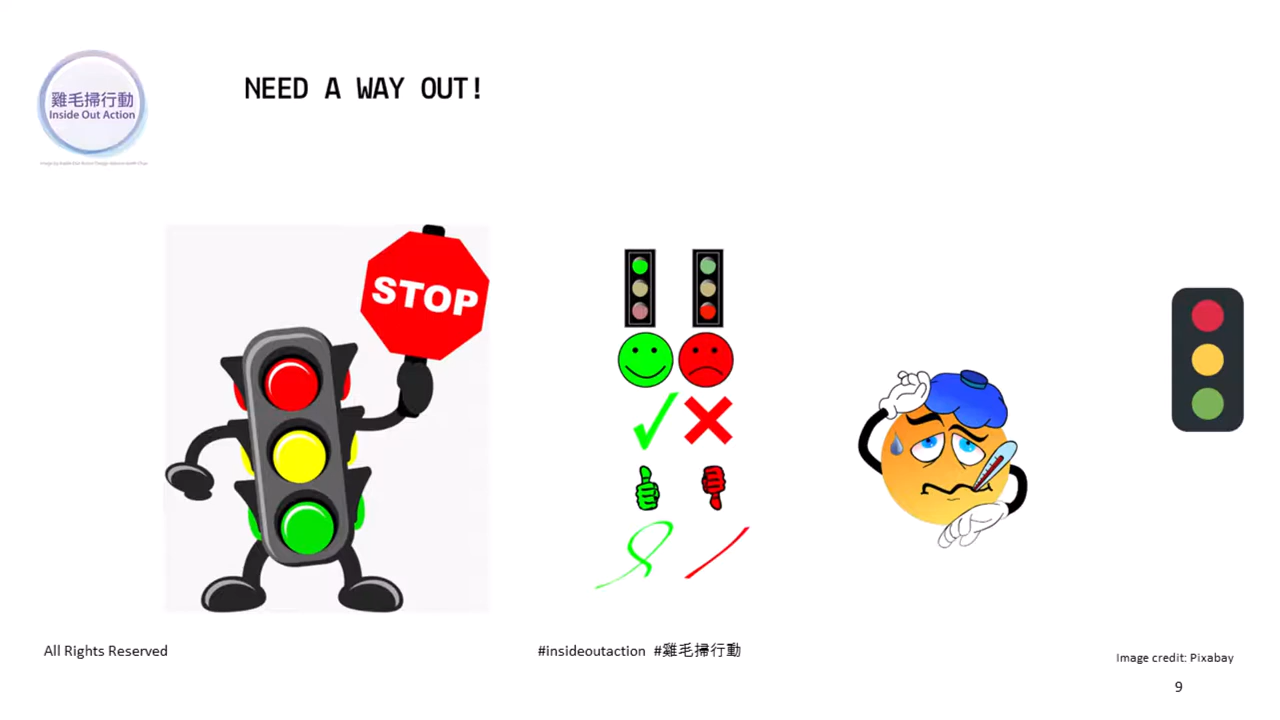 雞毛掃行動
Inside Out Action
NEED A WAY OUT!
STOP
All Rights Reserved
#insideoutaction #雞毛掃行動
Image credit: Pixabay
9